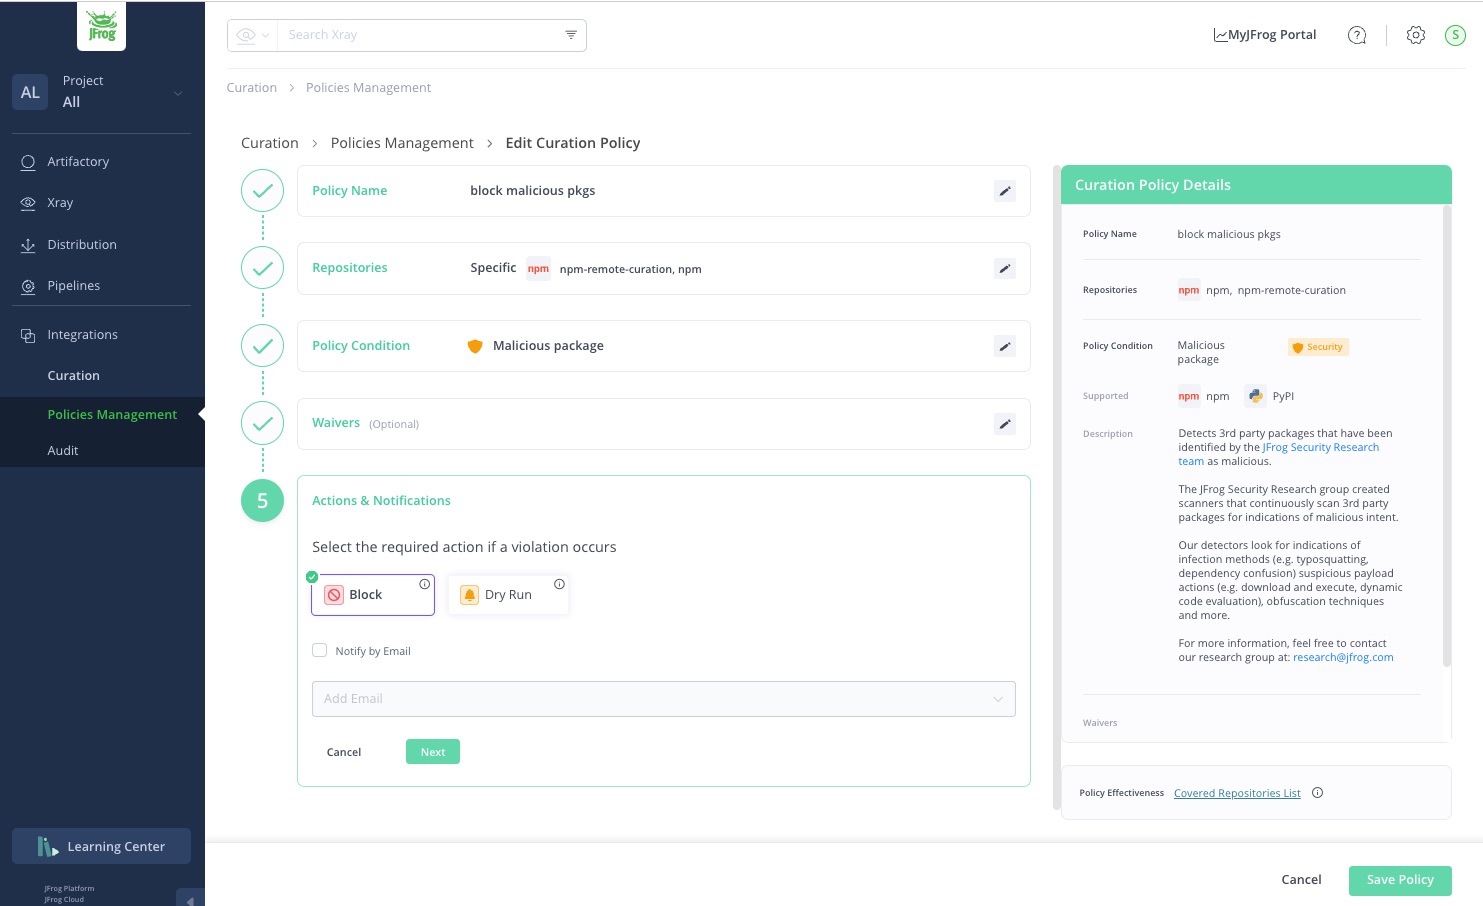 JFrog
Search Xray
MyJFrog Portal
?
S
AL
Project
All
Artifactory
Xray
Distribution
Pipelines
Integrations
Curation
Policies Management
Audit
Learning Center
JFrog Platform
JFrog Cloud
Curation > Policies Management
Curation > Policies Management > Edit Curation Policy
Policy Name block malicious pkgs
Repositories Specific npm npm-remote-curation, npm
Policy Condition Malicious package
Waivers (Optional)
5
Actions & Notifications
Select the required action if a violation occurs
Block
Dry Run
Notify by Email
Add Email
Cancel Next
Curation Policy Details
Policy Name block malicious pkgs
Repositories npm npm, npm-remote-curation
Policy Condition Malicious
package
Security
Supported npm npm PyPI
Description Detects 3rd party packages that have been
identified by the JFrog Security Research
team as malicious.
The JFrog Security Research group created
scanners that continuously scan 3rd party
packages for indications of malicious intent.
Our detectors look for indications of
infection methods (e.g. typosquatting,
dependency confusion) suspicious payload
actions (e.g. download and execute, dynamic
code evaluation), obfuscation techniques
and more.
For more information, feel free to contact
our research group at: research@jfrog.com
Waivers
Policy Effectiveness Covered Repositories List
Cancel Save Policy